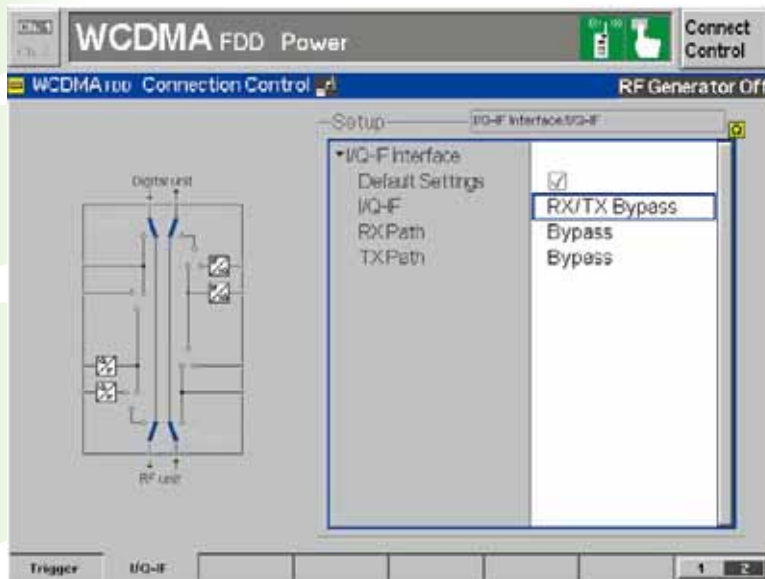 WCDMA FDD Power
Connect
Control
WCDMA FDD Connection Control
RF Generator Off
Setup
I/Q-IF Interface/I/Q-IF
I/Q-IF Interface
Default Settings
I/Q-IF
RX/TX Bypass
RX Path
Bypass
TX Path
Bypass
Digital unit
RF unit
Trigger
I/Q-IF
1
2